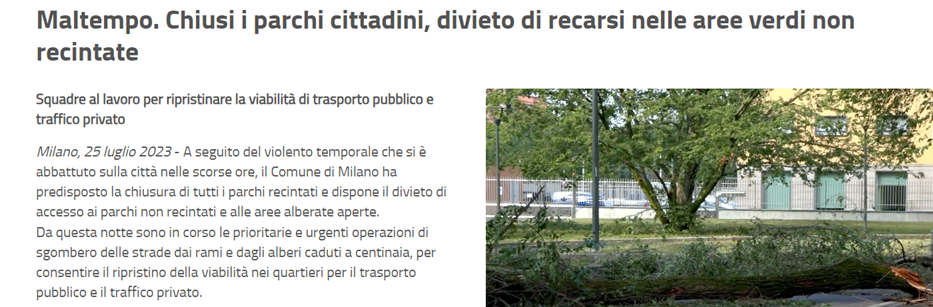 Maltempo. Chiusi i parchi cittadini, divieto di recarsi nelle aree verdi non
recintate
Squadre al lavoro per ripristinare la viabilità di trasporto pubblico e
traffico privato
Milano, 25 luglio 2023 - A seguito del violento temporale che si è
abbattuto sulla città nelle scorse ore, il Comune di Milano ha
predisposto la chiusura di tutti i parchi recintati e dispone il divieto di
accesso ai parchi non recintati e alle aree alberate aperte.
Da questa notte sono in corso le prioritarie e urgenti operazioni di
sgombero delle strade dai rami e dagli alberi caduti a centinaia, per
consentire il ripristino della viabilità nei quartieri per il trasporto
pubblico e il traffico privato.